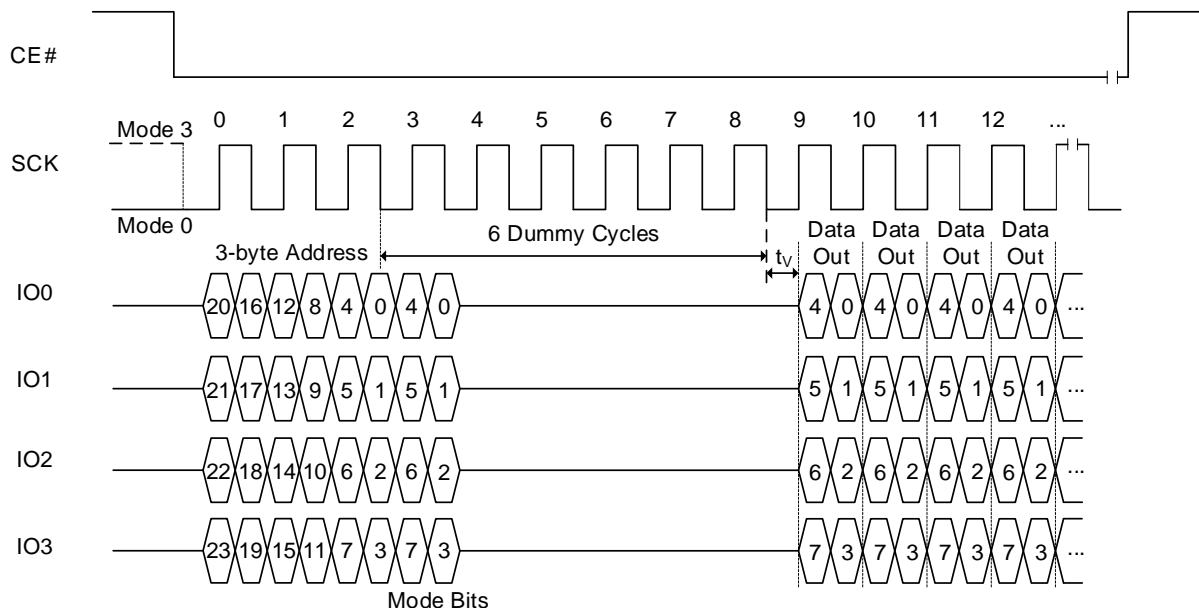 CE#
0 1 2 3 4 5 6 7 8 9 10 11 12 ...
Mode 3
SCK
Mode 0
6 Dummy Cycles
3-byte Address
tV
Data Out
Data Out
Data Out
Data Out
IO0
20 16 12 8 4 0 4 0 4 0 4 0 4 0 4 0 ...
IO1
21 17 13 9 5 1 5 1 5 1 5 1 5 1 5 1 ...
IO2
22 18 14 10 6 2 6 2 6 2 6 2 6 2 6 2 ...
IO3
23 19 15 11 7 3 7 3 7 3 7 3 7 3 7 3 ...
Mode Bits